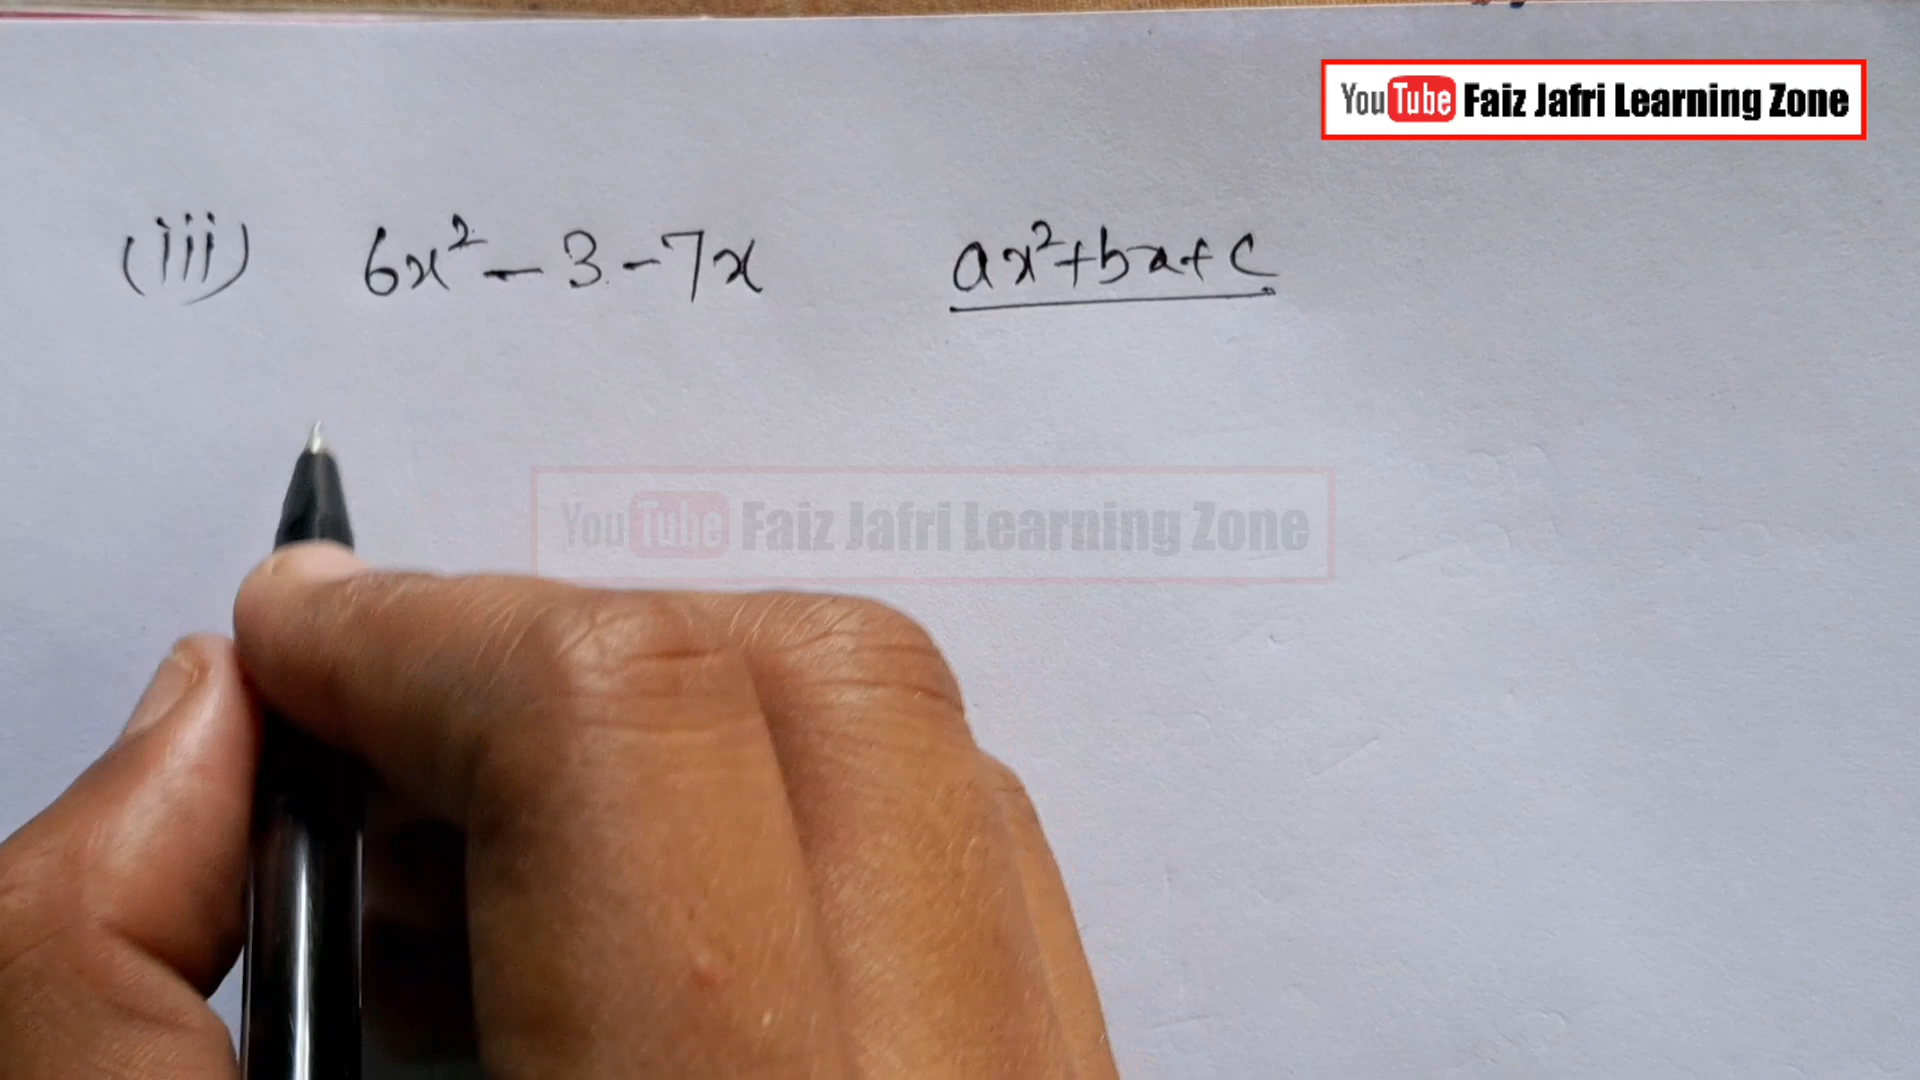 YouTube Faiz Jafri Learning Zone
(iii) 6x² - 3 - 7x ax²+bx+c
YouTube Faiz Jafri Learning Zone